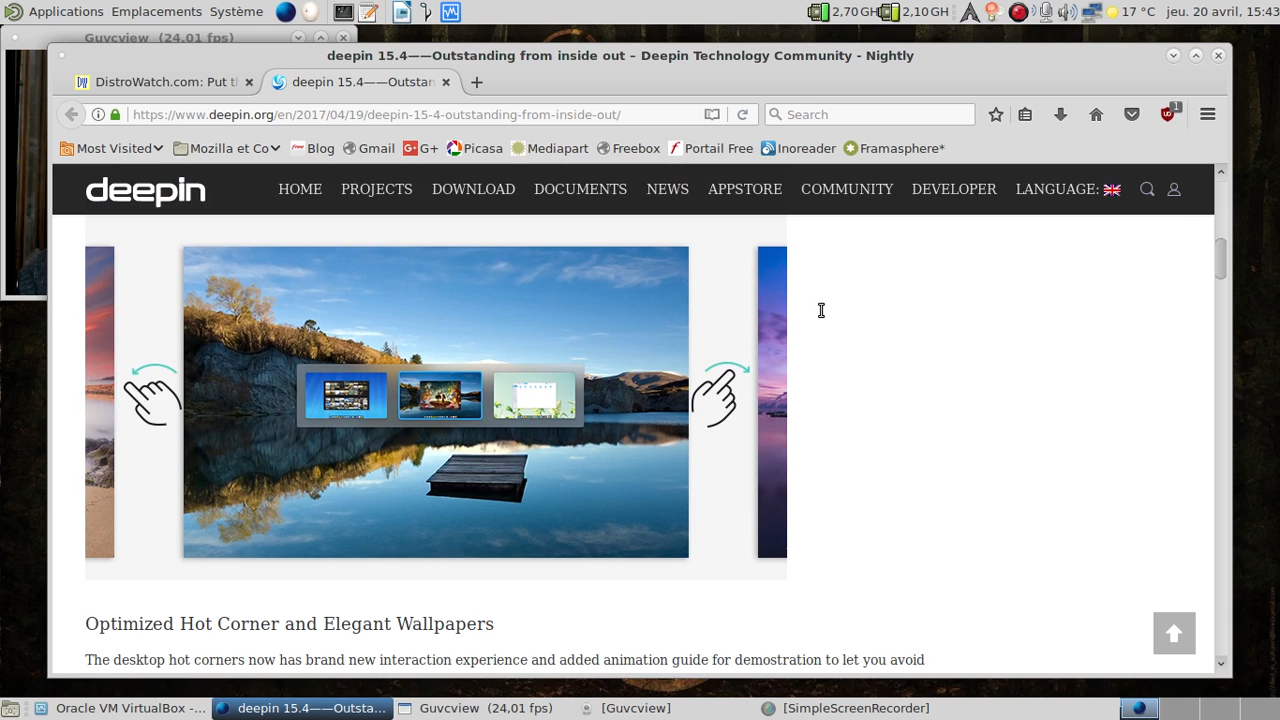 Applications Emplacements Système 2,70 GH 2,10 GH 17 °C jeu. 20 avril, 15:43
Guvcview (24,01 fps)
deepin 15.4——Outstanding from inside out – Deepin Technology Community - Nightly
DistroWatch.com: Put t deepin 15.4——Outstan
https://www.deepin.org/en/2017/04/19/deepin-15-4-outstanding-from-inside-out/ Search 1
Most Visited Mozilla et Co Blog Gmail G+ Picasa Mediapart Freebox Portail Free Inoreader Framasphere*
deepin HOME PROJECTS DOWNLOAD DOCUMENTS NEWS APPSTORE COMMUNITY DEVELOPER LANGUAGE:
Optimized Hot Corner and Elegant Wallpapers
The desktop hot corners now has brand new interaction experience and added animation guide for demostration to let you avoid
Oracle VM VirtualBox -... deepin 15.4——Outsta... Guvcview (24,01 fps) [Guvcview] [SimpleScreenRecorder]